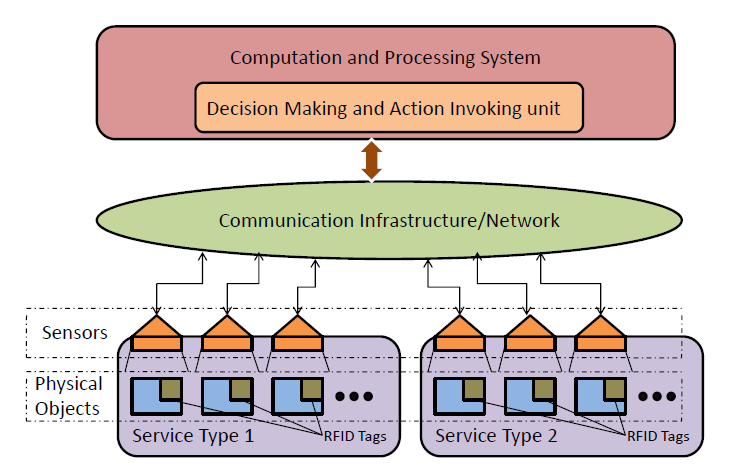 Computation and Processing System
Decision Making and Action Invoking unit
Communication Infrastructure/Network
Sensors
Physical
Objects
Service Type 1
RFID Tags
Service Type 2
RFID Tags